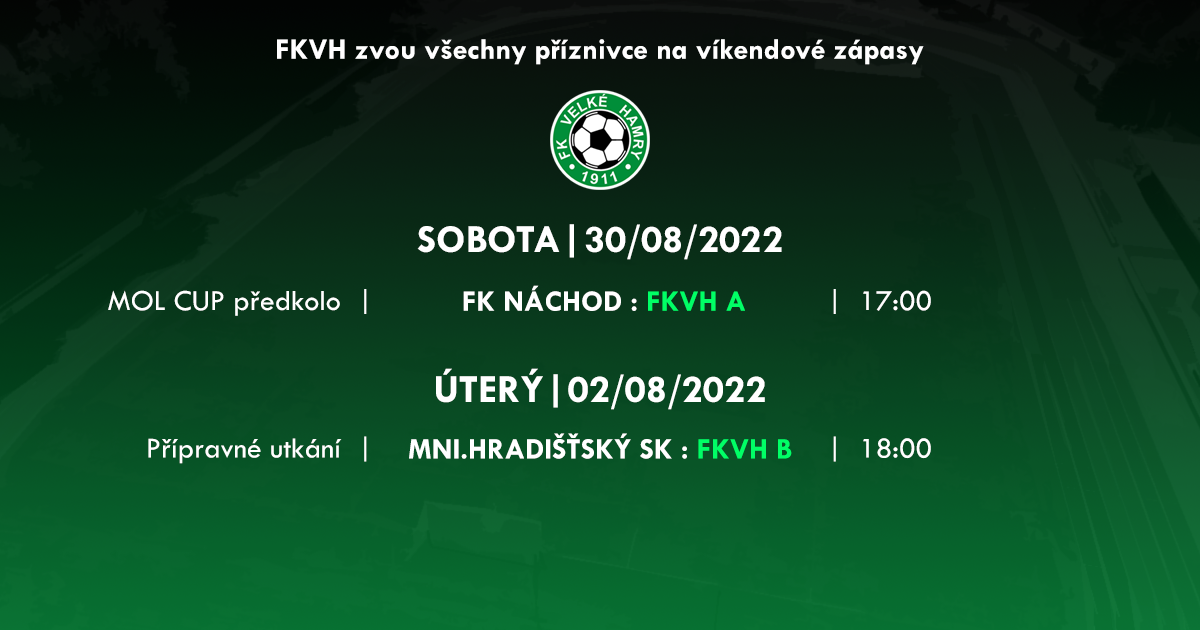 FKVH zvou všechny příznivce na víkendové zápasy
FK VELKÉ HAMRY
1911
SOBOTA | 30/08/2022
MOL CUP předkolo | FK NÁCHOD : FKVH A | 17:00
ÚTERÝ | 02/08/2022
Přípravné utkání | MNI.HRADIŠŤSKÝ SK : FKVH B | 18:00